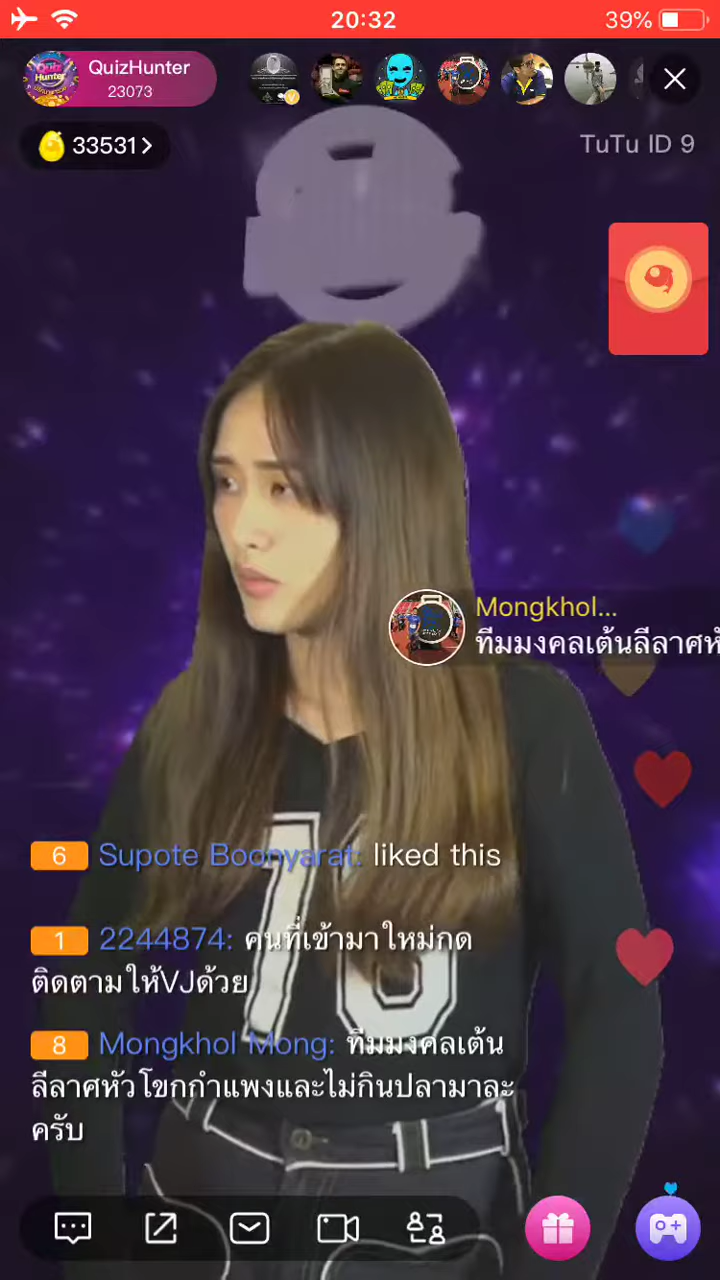 20:32
39%
Quiz
Hunter
QuizHunter
23073
33531
TuTu ID 9
Mongkhol...
ทีมมงคลเต้นลีลาศหั
6 Supote Boonyarat: liked this
1 2244874: คนที่เข้ามาใหม่กด
ติดตามให้VJด้วย
8 Mongkhol Mong: ทีมมงคลเต้น
ลีลาศหัวโขกกำแพงและไม่กินปลามาละ
ครับ
16